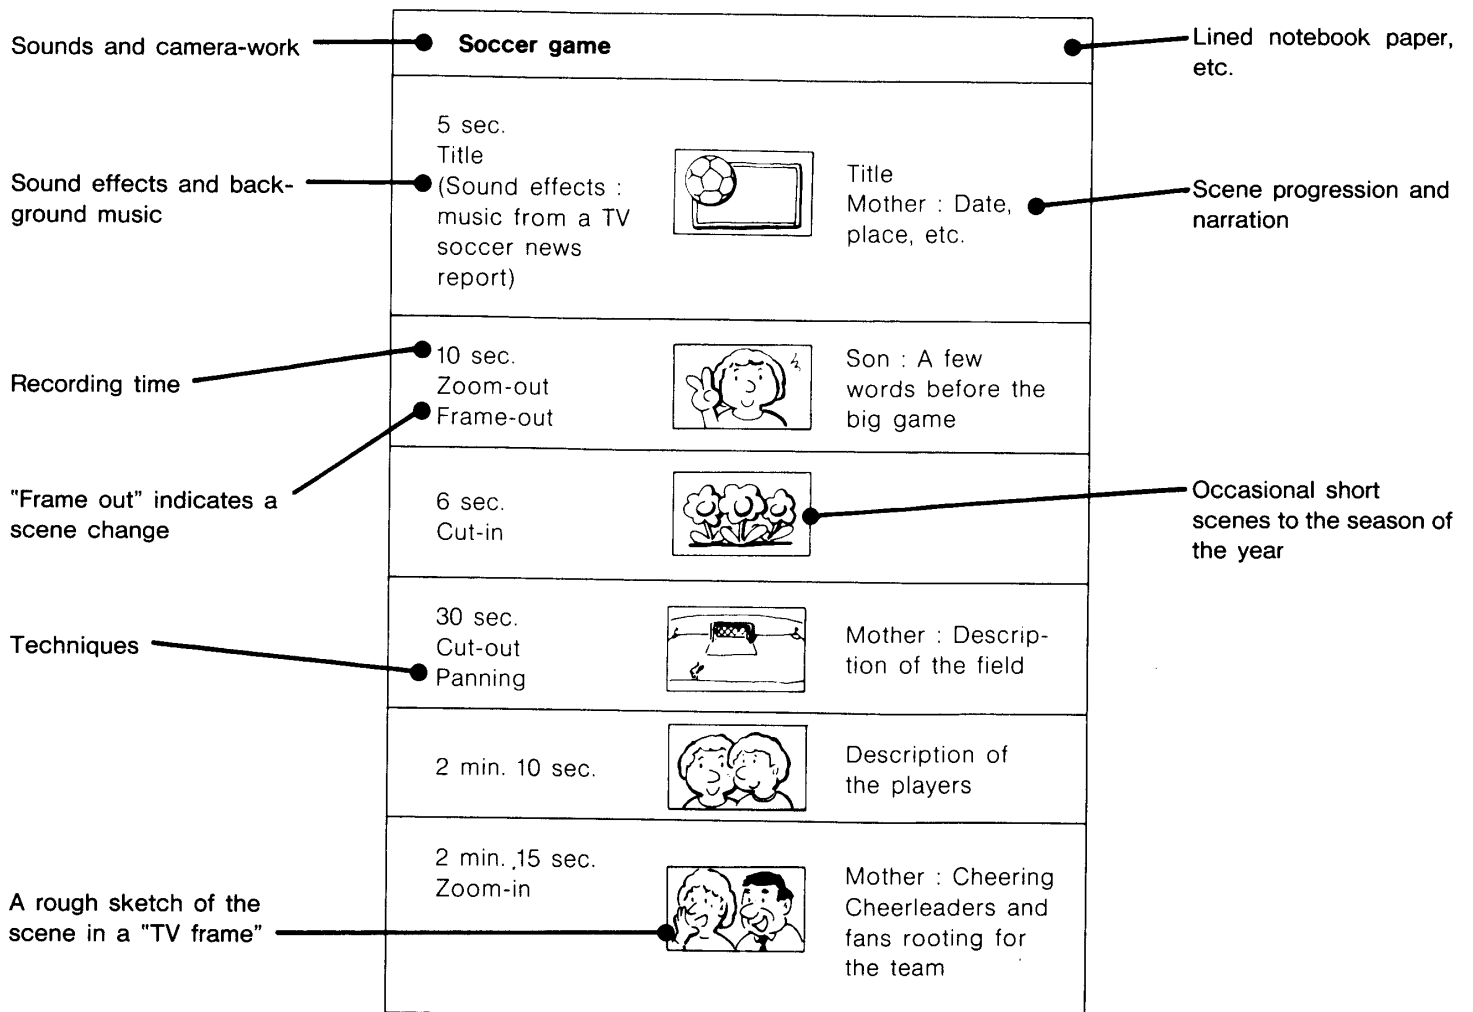 Sounds and camera-work
Soccer game
Lined notebook paper,
etc.
Sound effects and back-
ground music
5 sec.
Title
(Sound effects :
music from a TV
soccer news
report)
Title
Mother : Date,
place, etc.
Scene progression and
narration
Recording time
10 sec.
Zoom-out
Frame-out
Son : A few
words before the
big game
"Frame out" indicates a
scene change
6 sec.
Cut-in
Occasional short
scenes to the season of
the year
Techniques
30 sec.
Cut-out
Panning
Mother : Descrip-
tion of the field
2 min. 10 sec.
Description of
the players
A rough sketch of the
scene in a "TV frame"
2 min. 15 sec.
Zoom-in
Mother : Cheering
Cheerleaders and
fans rooting for
the team